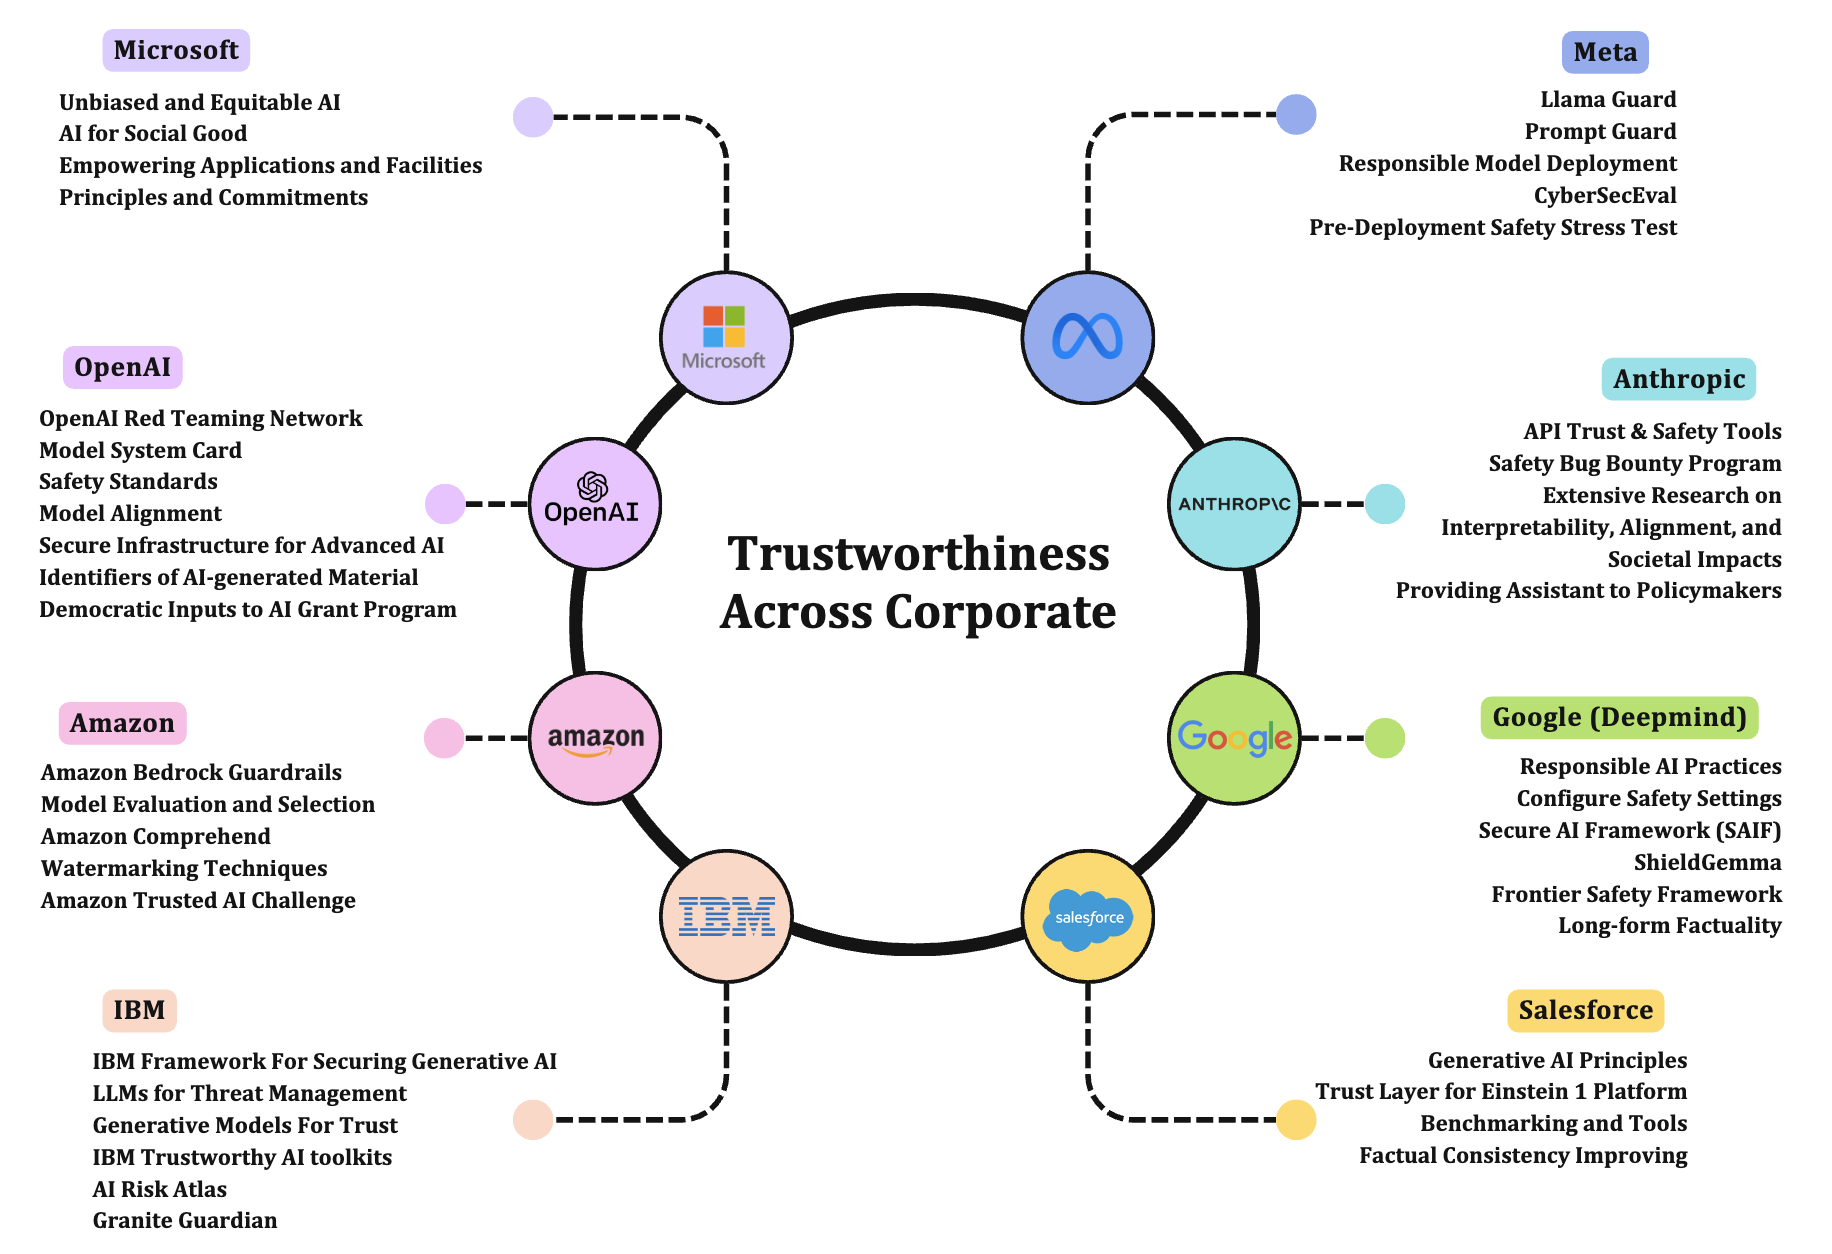 Microsoft
Unbiased and Equitable AI
AI for Social Good
Empowering Applications and Facilities
Principles and Commitments
Meta
Llama Guard
Prompt Guard
Responsible Model Deployment
CyberSecEval
Pre-Deployment Safety Stress Test
Microsoft
OpenAI
OpenAI Red Teaming Network
Model System Card
Safety Standards
Model Alignment
Secure Infrastructure for Advanced AI
Identifiers of AI-generated Material
Democratic Inputs to AI Grant Program
OpenAI
Trustworthiness
Across Corporate
ANTHROP\C
Anthropic
API Trust & Safety Tools
Safety Bug Bounty Program
Extensive Research on
Interpretability, Alignment, and
Societal Impacts
Providing Assistant to Policymakers
Amazon
Amazon Bedrock Guardrails
Model Evaluation and Selection
Amazon Comprehend
Watermarking Techniques
Amazon Trusted AI Challenge
amazon
Google
Google (Deepmind)
Responsible AI Practices
Configure Safety Settings
Secure AI Framework (SAIF)
ShieldGemma
Frontier Safety Framework
Long-form Factuality
IBM
salesforce
IBM
IBM Framework For Securing Generative AI
LLMs for Threat Management
Generative Models For Trust
IBM Trustworthy AI toolkits
AI Risk Atlas
Granite Guardian
Salesforce
Generative AI Principles
Trust Layer for Einstein 1 Platform
Benchmarking and Tools
Factual Consistency Improving